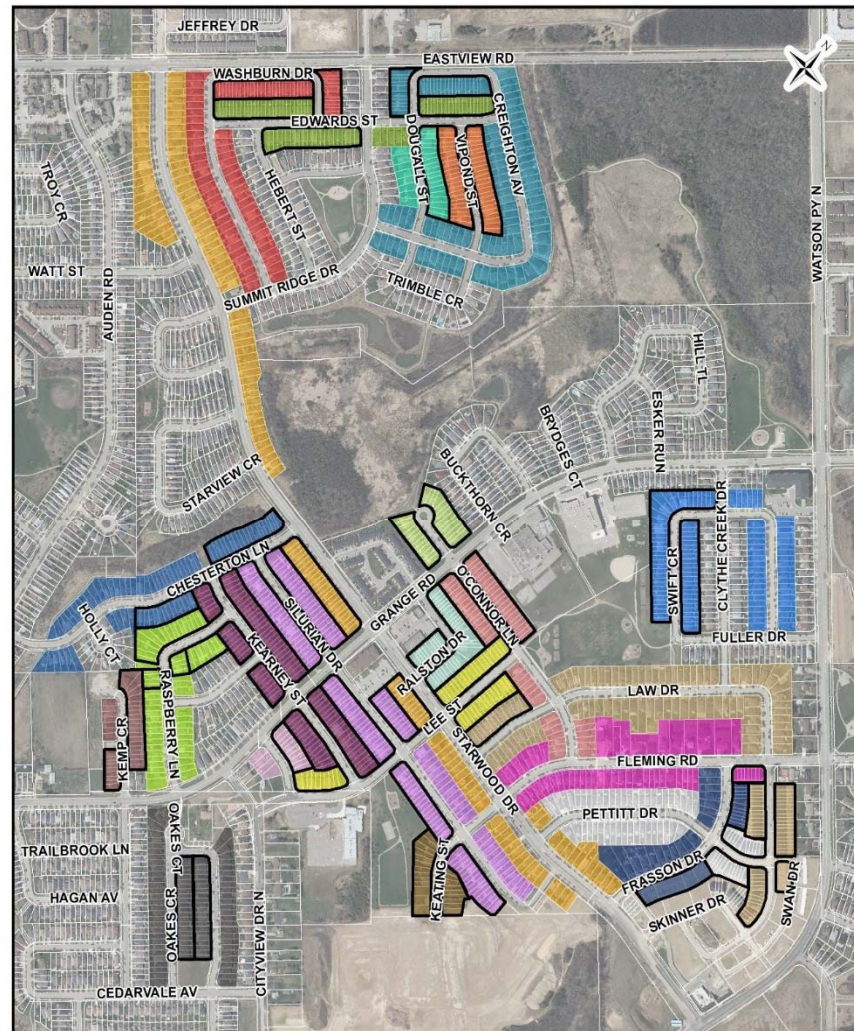 JEFFREY DR
N
EASTVIEW RD
WASHBURN DR
CREIGHTON AV
EDWARDS ST
DOUGALL ST
VIPOND ST
HEBERT ST
TROY CR
WATSON PY N
WATT ST
AUDEN RD
SUMMIT RIDGE DR
TRIMBLE CR
HILL TL
ESKER RUN
BRYDGES CT
BUCKTHORN CR
STARVIEW CR
CHESTERTON LN
GRANGE RD
O'CONNOR LN
SWIFT CR
CLYTHE CREEK DR
HOLLY CT
SILURIAN DR
KEARNEY ST
RALSTON DR
FULLER DR
RASPBERRY LN
KEMP CR
LEE ST
STARWOOD DR
LAW DR
FLEMING RD
PETTITT DR
OAKES CT
TRAILBROOK LN
HAGAN AV
OAKES CR
CITYVIEW DR N
KEATING ST
FRASSON DR
SKINNER DR
SWAN DR
CEDARVALE AV